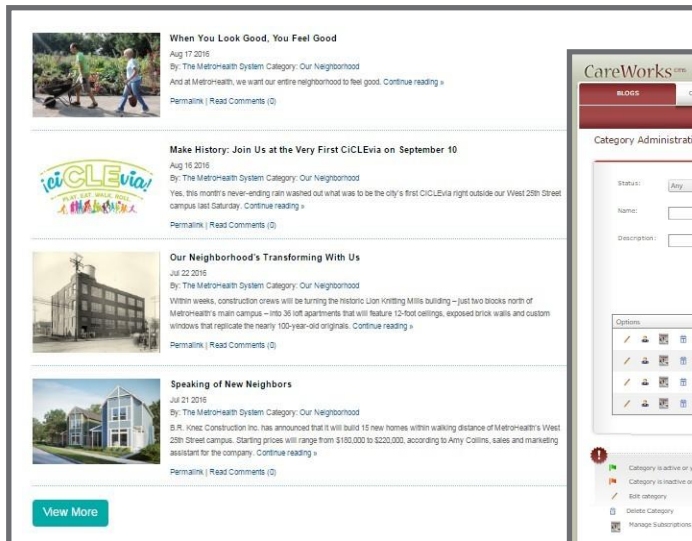 When You Look Good, You Feel Good
Aug 17 2016
By: The MetroHealth System Category: Our Neighborhood
And at MetroHealth, we want our entire neighborhood to feel good. Continue reading »
Permalink | Read Comments (0)
¡CiCLEvia!
PLAY. EAT. WALK. ROLL.
Make History: Join Us at the Very First CiCLEvia on September 10
Aug 16 2016
By: The MetroHealth System Category: Our Neighborhood
Yes, this month's never-ending rain washed out what was to be the city's first CiCLEvia right outside our West 25th Street
campus last Saturday. Continue reading »
Permalink | Read Comments (0)
Our Neighborhood's Transforming With Us
Jul 22 2016
By: The MetroHealth System Category: Our Neighborhood
Within weeks, construction crews will be turning the historic Lion Knitting Mills building – just two blocks north of
MetroHealth's main campus – into 36 loft apartments that will feature 12-foot ceilings, exposed brick walls and custom
windows that replicate the nearly 100-year-old originals. Continue reading »
Permalink | Read Comments (0)
Speaking of New Neighbors
Jul 21 2016
By: The MetroHealth System Category: Our Neighborhood
B.R. Knez Construction Inc. has announced that it will build 15 new homes within walking distance of MetroHealth's West
25th Street campus. Starting prices will range from $180,000 to $220,000, according to Amy Collins, sales and marketing
assistant for the company. Continue reading »
Permalink | Read Comments (0)
View More
CareWorks
BLOGS
Category Administrati
Status: Any
Name:
Description:
Options
Category is active or
Category is inactive or
Edit category
Delete Category
Manage Subscriptions